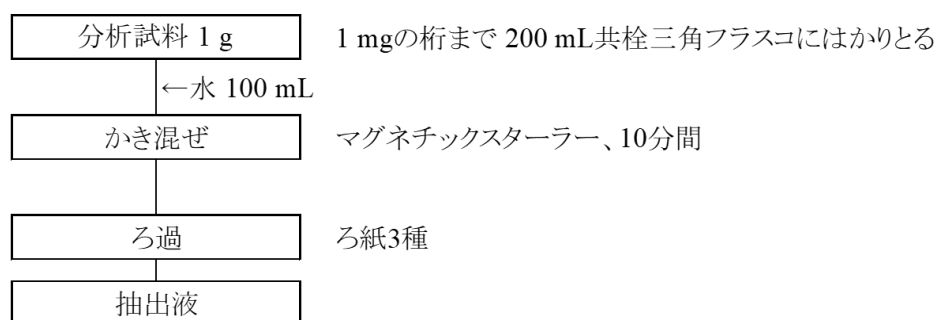 分析試料 1 g
1 mgの桁まで 200 mL共栓三角フラスコにはかりとる
←水 100 mL
かき混ぜ
マグネチックスターラー、10分間
ろ過
ろ紙3種
抽出液